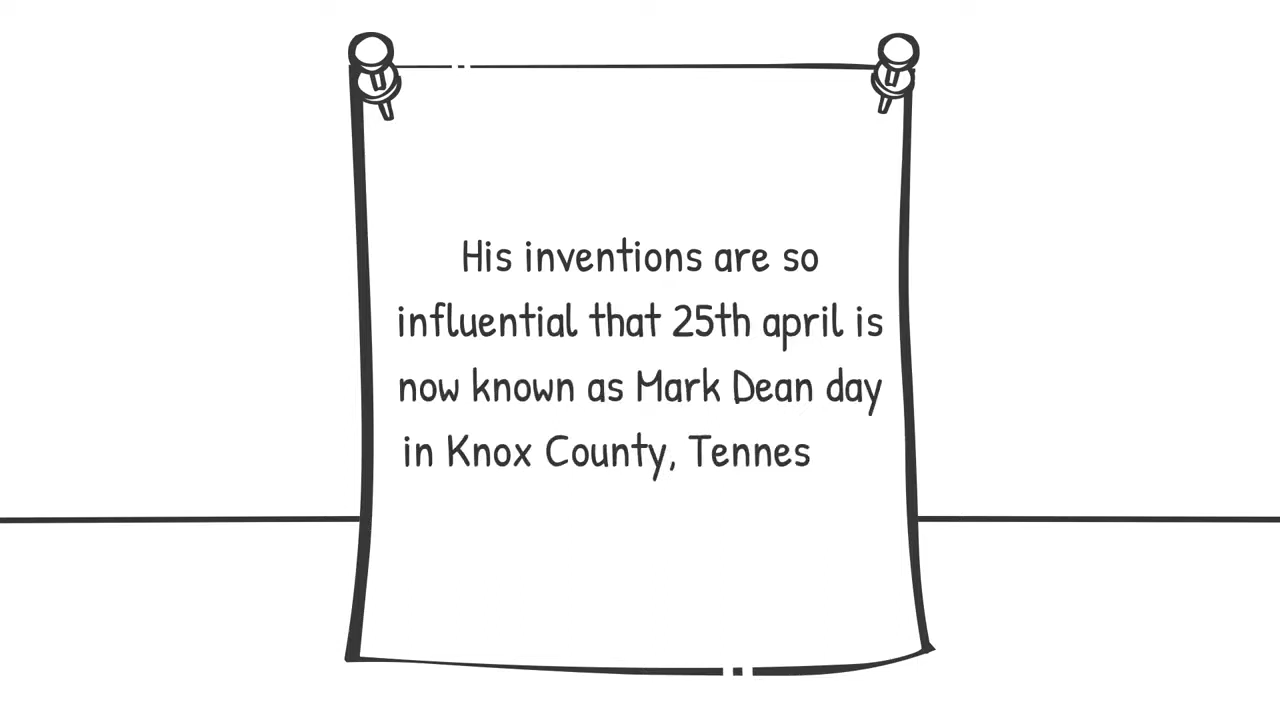 His inventions are so
influential that 25th april is
now known as Mark Dean day
in Knox County, Tennes